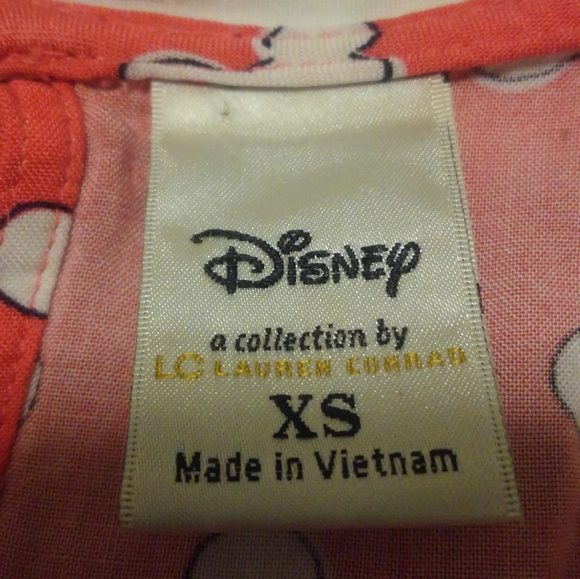 Disney
a collection by
LC LAUREN CONRAD
XS
Made in Vietnam